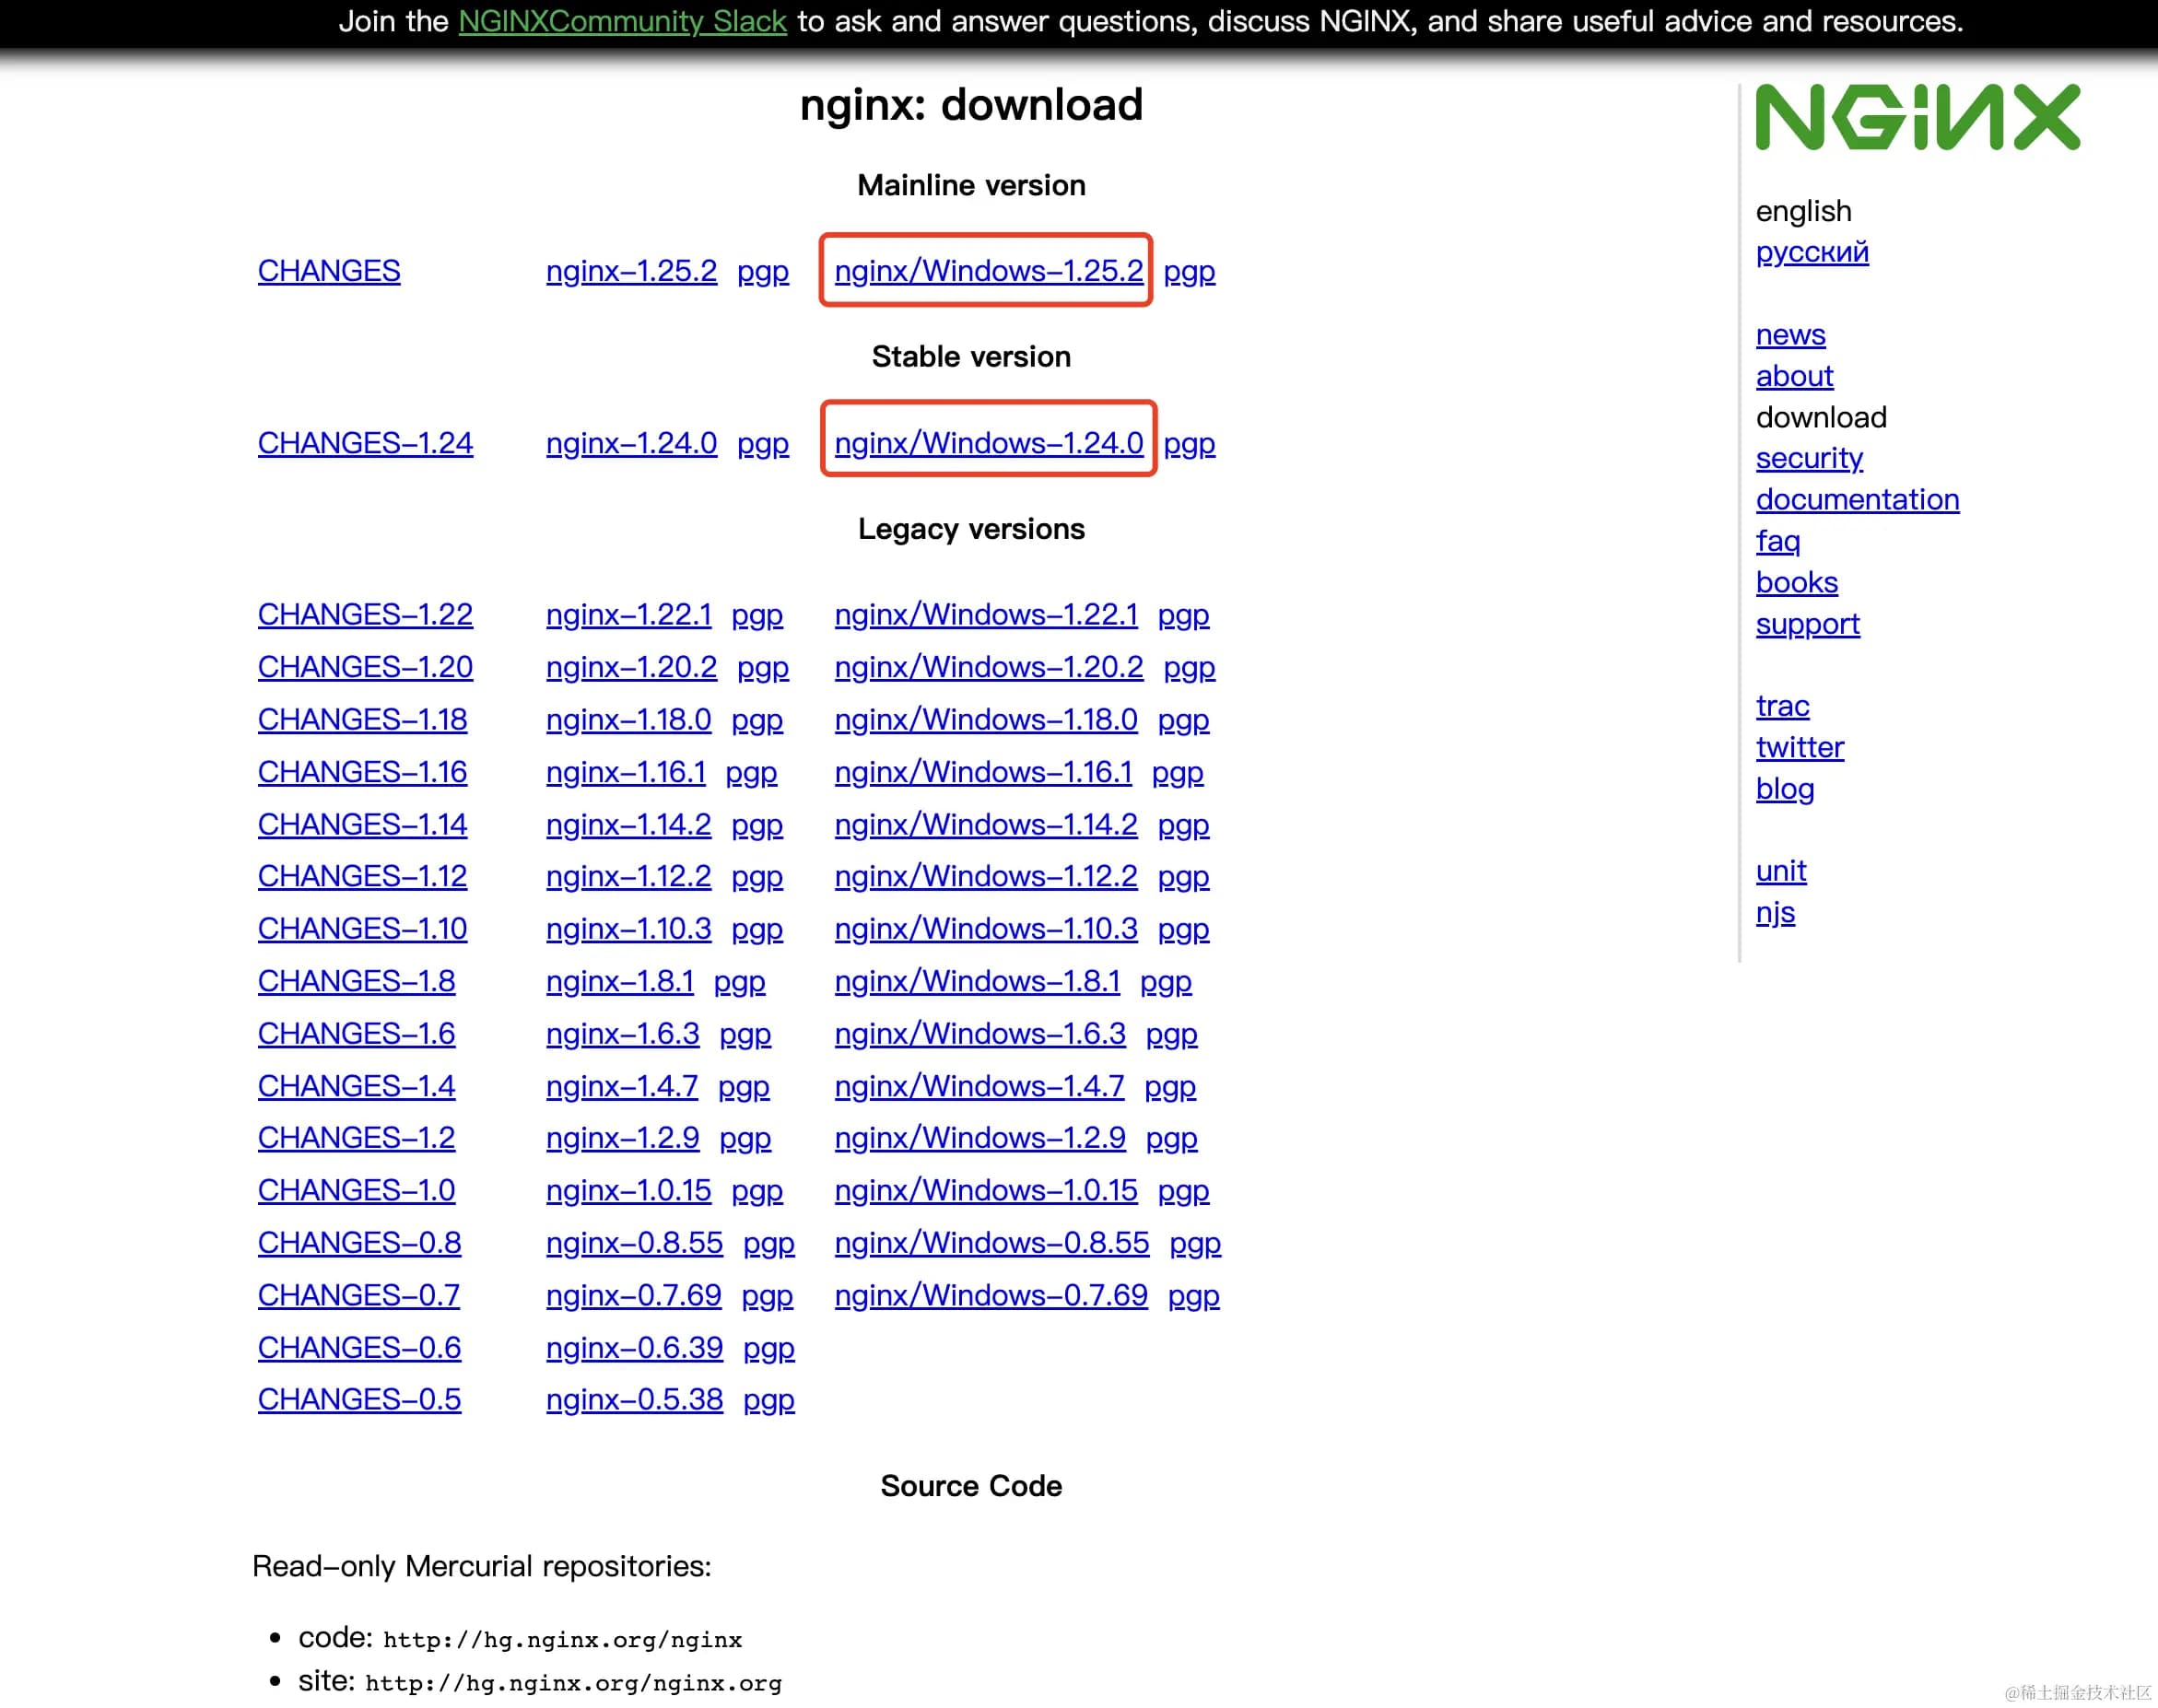 Join the NGINXCommunity Slack to ask and answer questions, discuss NGINX, and share useful advice and resources.
nginx: download
Mainline version
CHANGES nginx–1.25.2 pgp nginx/Windows–1.25.2 pgp
Stable version
CHANGES–1.24 nginx–1.24.0 pgp nginx/Windows–1.24.0 pgp
Legacy versions
CHANGES–1.22 nginx–1.22.1 pgp nginx/Windows–1.22.1 pgp
CHANGES–1.20 nginx–1.20.2 pgp nginx/Windows–1.20.2 pgp
CHANGES–1.18 nginx–1.18.0 pgp nginx/Windows–1.18.0 pgp
CHANGES–1.16 nginx–1.16.1 pgp nginx/Windows–1.16.1 pgp
CHANGES–1.14 nginx–1.14.2 pgp nginx/Windows–1.14.2 pgp
CHANGES–1.12 nginx–1.12.2 pgp nginx/Windows–1.12.2 pgp
CHANGES–1.10 nginx–1.10.3 pgp nginx/Windows–1.10.3 pgp
CHANGES–1.8 nginx–1.8.1 pgp nginx/Windows–1.8.1 pgp
CHANGES–1.6 nginx–1.6.3 pgp nginx/Windows–1.6.3 pgp
CHANGES–1.4 nginx–1.4.7 pgp nginx/Windows–1.4.7 pgp
CHANGES–1.2 nginx–1.2.9 pgp nginx/Windows–1.2.9 pgp
CHANGES–1.0 nginx–1.0.15 pgp nginx/Windows–1.0.15 pgp
CHANGES–0.8 nginx–0.8.55 pgp nginx/Windows–0.8.55 pgp
CHANGES–0.7 nginx–0.7.69 pgp nginx/Windows–0.7.69 pgp
CHANGES–0.6 nginx–0.6.39 pgp
CHANGES–0.5 nginx–0.5.38 pgp
Source Code
Read–only Mercurial repositories:
• code: http://hg.nginx.org/nginx
• site: http://hg.nginx.org/nginx.org
NGINX
english
русский
news
about
download
security
documentation
faq
books
support
trac
twitter
blog
unit
njs
@稀土掘金技术社区